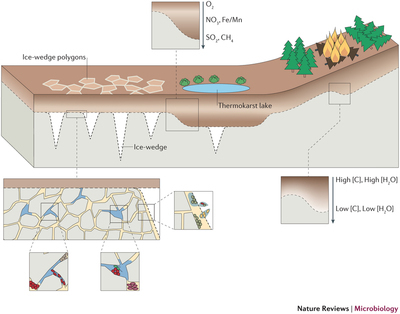 O2
NO3, Fe/Mn
SO4, CH4
Ice-wedge polygons
Thermokarst lake
Ice-wedge
High [C], High [H2O]
Low [C], Low [H2O]
Nature Reviews | Microbiology